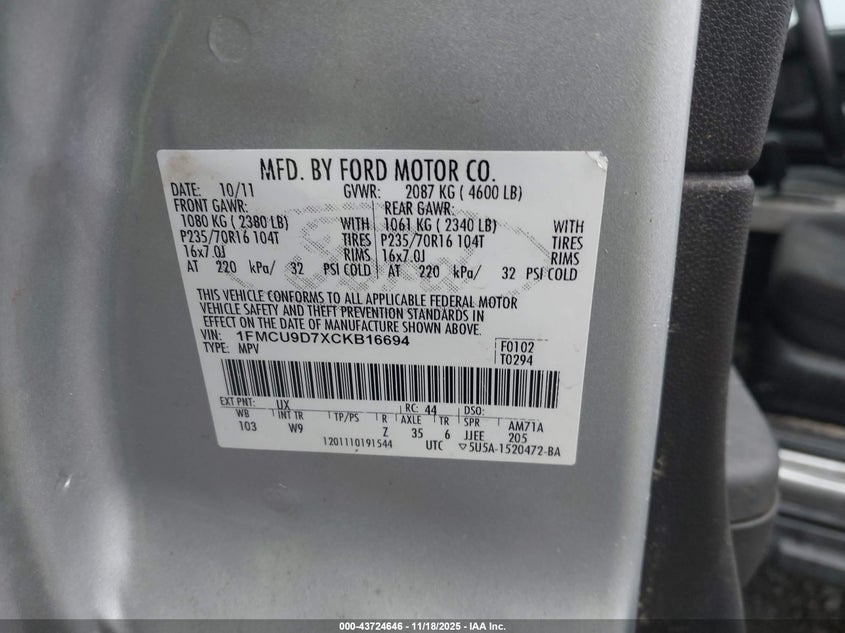 MFD. BY FORD MOTOR CO.
DATE: 10/11 GVWR: 2087 KG ( 4600 LB)
FRONT GAWR: REAR GAWR:
1080 KG ( 2380 LB) WITH 1061 KG ( 2340 LB) WITH
P235/70R16 104T TIRES P235/70R16 104T TIRES
16x7.0J RIMS 16x7.0J RIMS
AT 220 kPa/ 32 PSI COLD AT 220 kPa/ 32 PSI COLD
THIS VEHICLE CONFORMS TO ALL APPLICABLE FEDERAL MOTOR
VEHICLE SAFETY AND THEFT PREVENTION STANDARDS IN
EFFECT ON THE DATE OF MANUFACTURE SHOWN ABOVE.
VIN: 1FMCU9D7XCKB16694
TYPE: MPV
F0102
T0294
EXT PNT: UX RC: 44 DSO:
WB INT TR TP/PS R AXLE TR SPR AM71A
103 W9 Z 35 6 JJEE 205
1201110191544 UTC ▽5U5A-1520472-BA
000-43724646 - 11/18/2025 - IAA Inc.